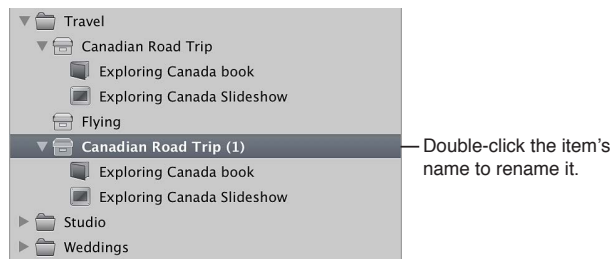 Travel
Canadian Road Trip
Exploring Canada book
Exploring Canada Slideshow
Flying
Canadian Road Trip (1)
Exploring Canada book
Exploring Canada Slideshow
Studio
Weddings
Double-click the item's
name to rename it.